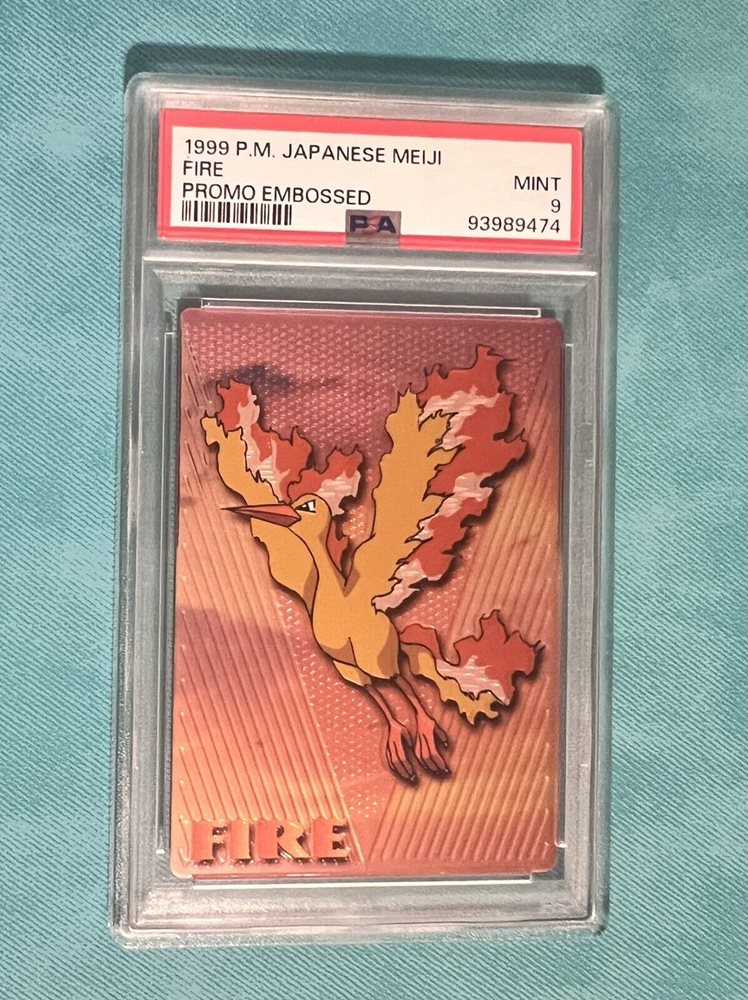 1999 P.M. JAPANESE MEIJI
FIRE
PROMO EMBOSSED
MINT
9
93989474
PSA
FIRE